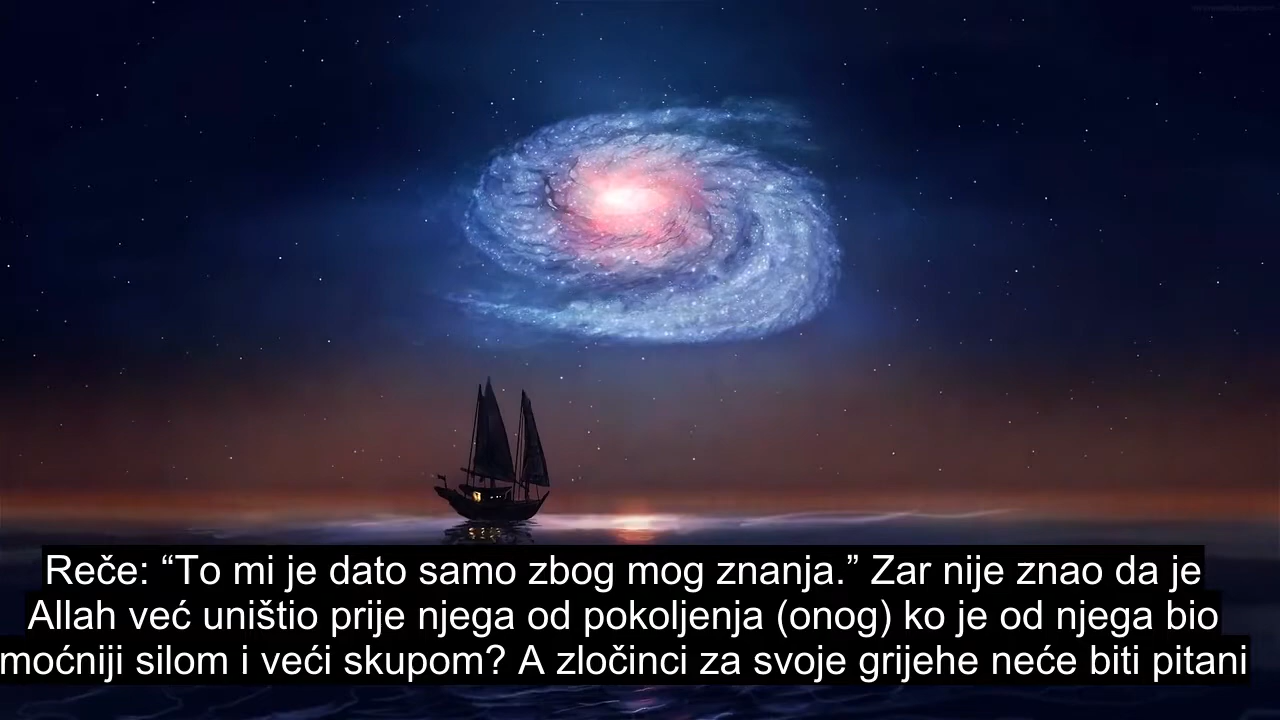 Reče: “To mi je dato samo zbog mog znanja.” Zar nije znao da je
Allah već uništio prije njega od pokoljenja (onog) ko je od njega bio
moćniji silom i veći skupom? A zločinci za svoje grijehe neće biti pitani